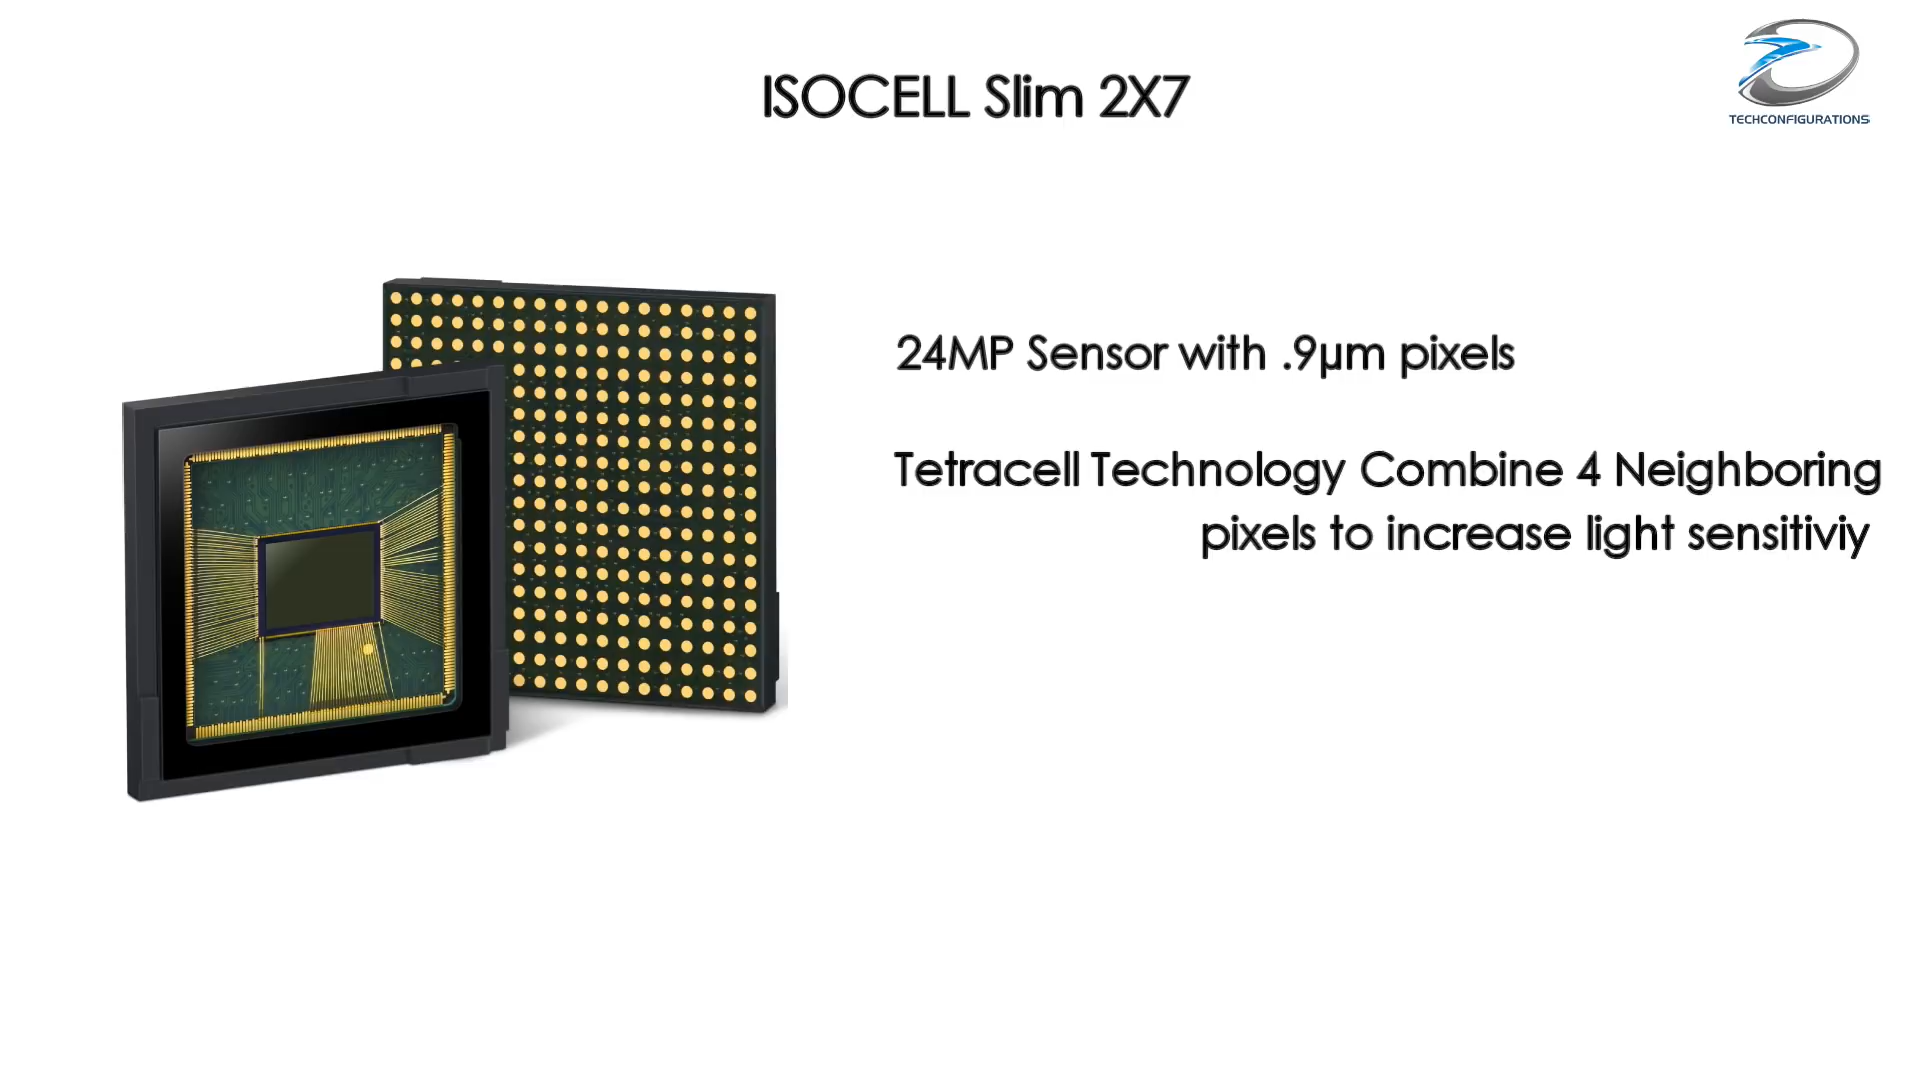 ISOCELL Slim 2X7
TECHCONFIGURATIONS
24MP Sensor with .9μm pixels
Tetracell Technology Combine 4 Neighboring
pixels to increase light sensitiviy